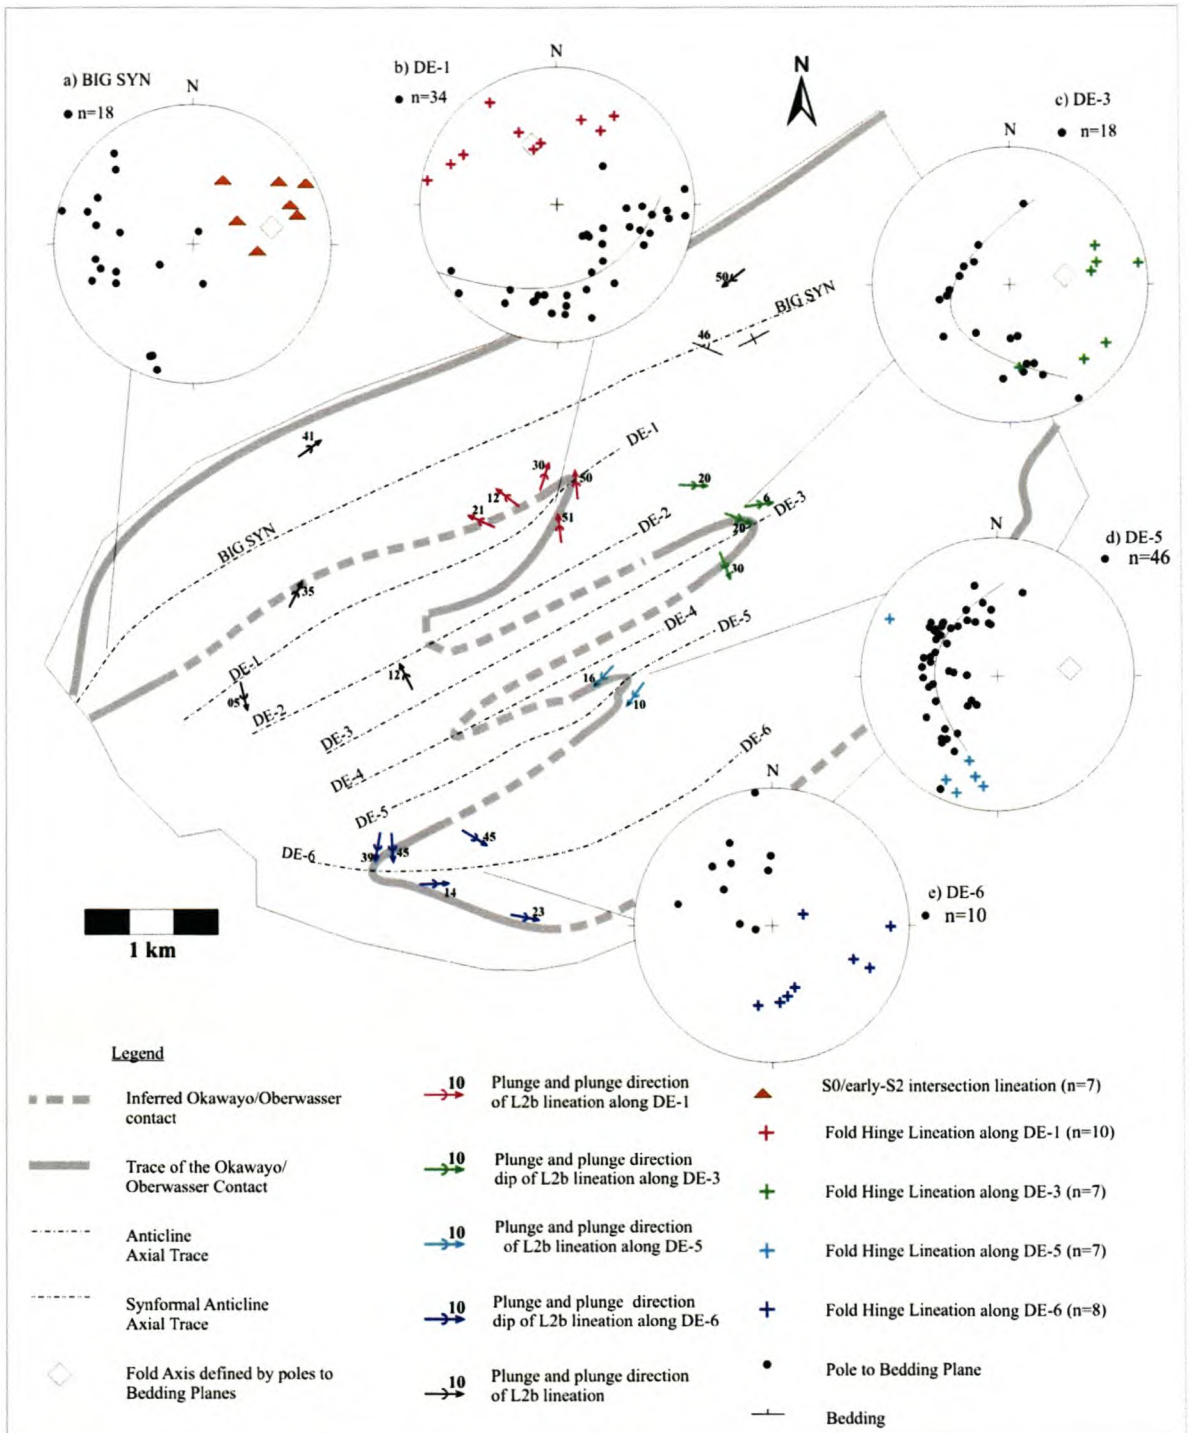 N
a) BIG SYN
n=18
N
b) DE-1
n=34
N
c) DE-3
n=18
N
50
BIG SYN
46
41
DE-1
30
50
12
21
51
20
6
DE-3
20
DE-2
30
BIG SYN
35
DE-4
DE-5
N
d) DE-5
n=46
DE-1
12
05
DE-2
16
10
DE-3
DE-4
DE-6
N
DE-5
45
39
45
DE-6
14
23
e) DE-6
n=10
1 km
Legend
Inferred Okawayo/Oberwasser
contact
Trace of the Okawayo/
Oberwasser Contact
Anticline
Axial Trace
Synformal Anticline
Axial Trace
Fold Axis defined by poles to
Bedding Planes
10
Plunge and plunge direction
of L2b lineation along DE-1
10
Plunge and plunge direction
dip of L2b lineation along DE-3
10
Plunge and plunge direction
of L2b lineation along DE-5
10
Plunge and plunge direction
dip of L2b lineation along DE-6
10
Plunge and plunge direction
of L2b lineation
S0/early-S2 intersection lineation (n=7)
Fold Hinge Lineation along DE-1 (n=10)
Fold Hinge Lineation along DE-3 (n=7)
Fold Hinge Lineation along DE-5 (n=7)
Fold Hinge Lineation along DE-6 (n=8)
Pole to Bedding Plane
Bedding